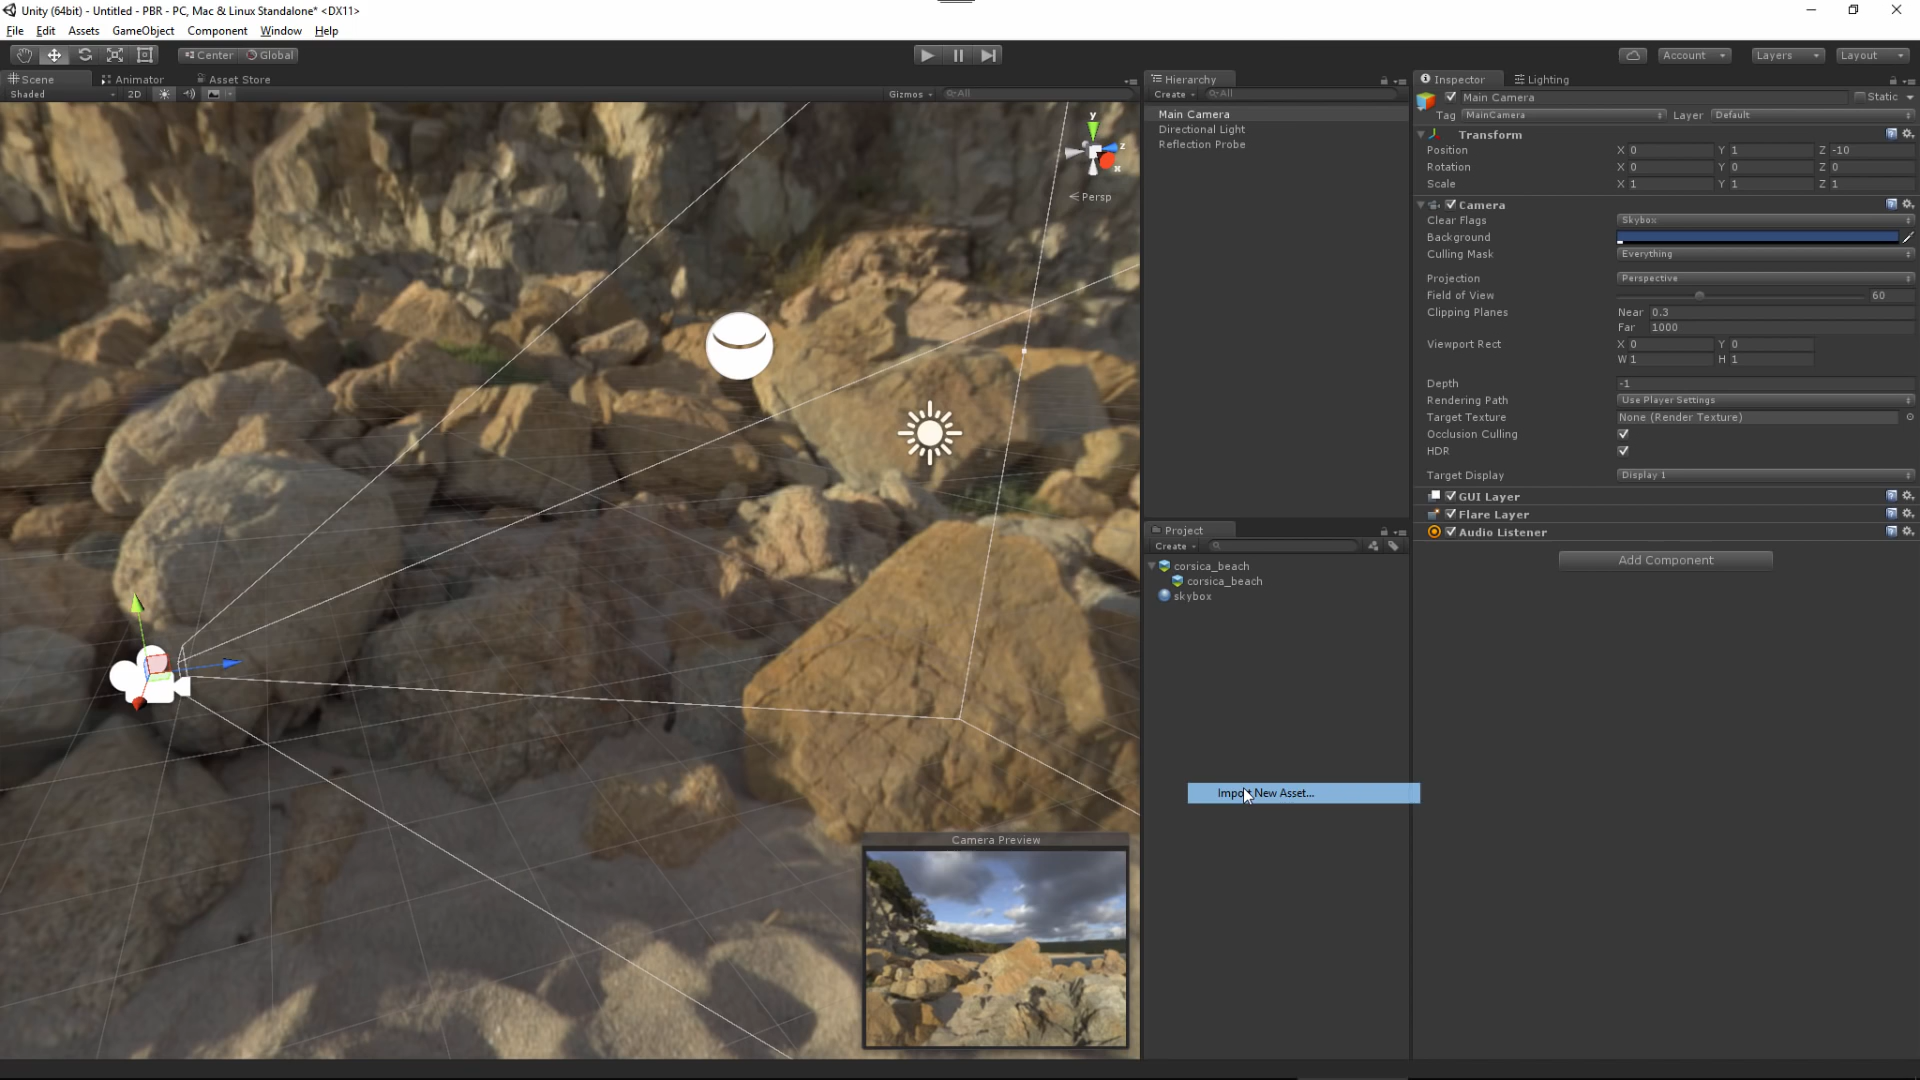 Unity (64bit) - Untitled - PBR - PC, Mac & Linux Standalone* <DX11>
File Edit Assets GameObject Component Window Help
Center Global
Account Layers Layout
Scene Animator Asset Store
Shaded 2D Gizmos All
y
z
x
Persp
Camera Preview
Hierarchy
Create All
Main Camera
Directional Light
Reflection Probe
Project
Create
corsica_beach
corsica_beach
skybox
Import New Asset...
Inspector Lighting
Main Camera Static
Tag MainCamera Layer Default
Transform
Position X 0 Y 1 Z -10
Rotation X 0 Y 0 Z 0
Scale X 1 Y 1 Z 1
Camera
Clear Flags Skybox
Background
Culling Mask Everything
Projection Perspective
Field of View 60
Clipping Planes Near 0.3
Far 1000
Viewport Rect X 0 Y 0
W 1 H 1
Depth -1
Rendering Path Use Player Settings
Target Texture None (Render Texture)
Occlusion Culling
HDR
Target Display Display 1
GUI Layer
Flare Layer
Audio Listener
Add Component